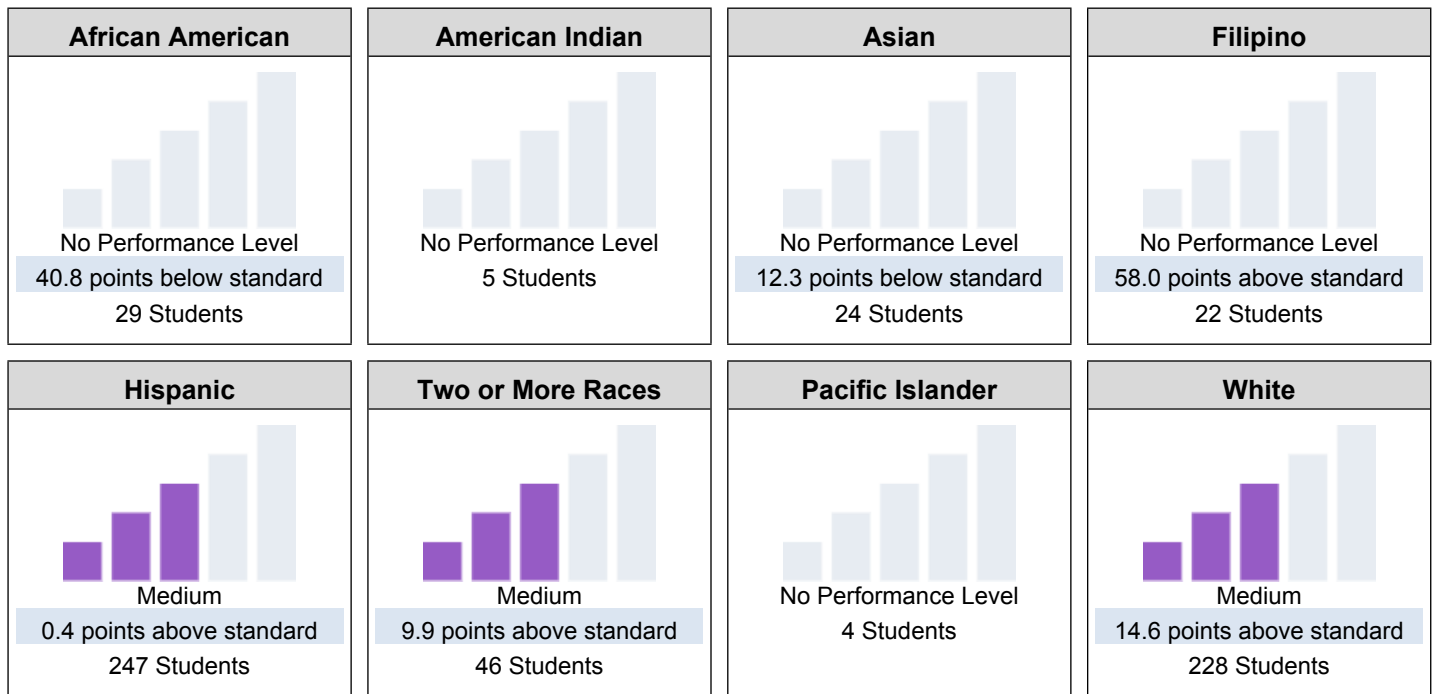 African American
No Performance Level
40.8 points below standard
29 Students
American Indian
No Performance Level
5 Students
Asian
No Performance Level
12.3 points below standard
24 Students
Filipino
No Performance Level
58.0 points above standard
22 Students
Hispanic
Medium
0.4 points above standard
247 Students
Two or More Races
Medium
9.9 points above standard
46 Students
Pacific Islander
No Performance Level
4 Students
White
Medium
14.6 points above standard
228 Students